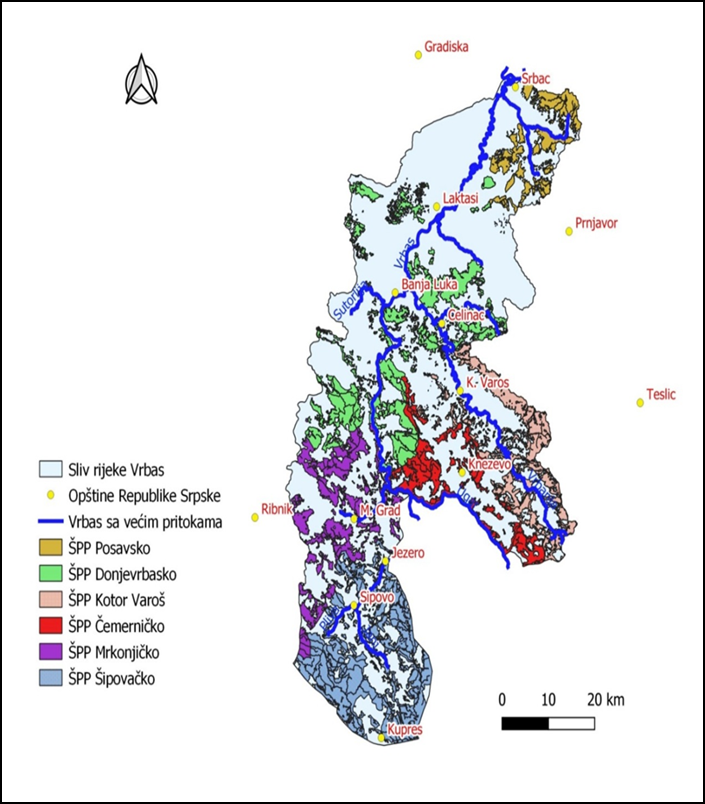 Gradiska
Srbac
Laktasi
Prnjavor
Vrbas
Banja Luka
Sutorlija
Celinac
K. Varos
Teslic
Knezevo
Ribnik
M. Grad
Jezero
Sipovo
Kupres
Sliv rijeke Vrbas
Opštine Republike Srpske
Vrbas sa većim pritokama
ŠPP Posavsko
ŠPP Donjevrbasko
ŠPP Kotor Varoš
ŠPP Čemerničko
ŠPP Mrkonjičko
ŠPP Šipovačko
0 10 20 km